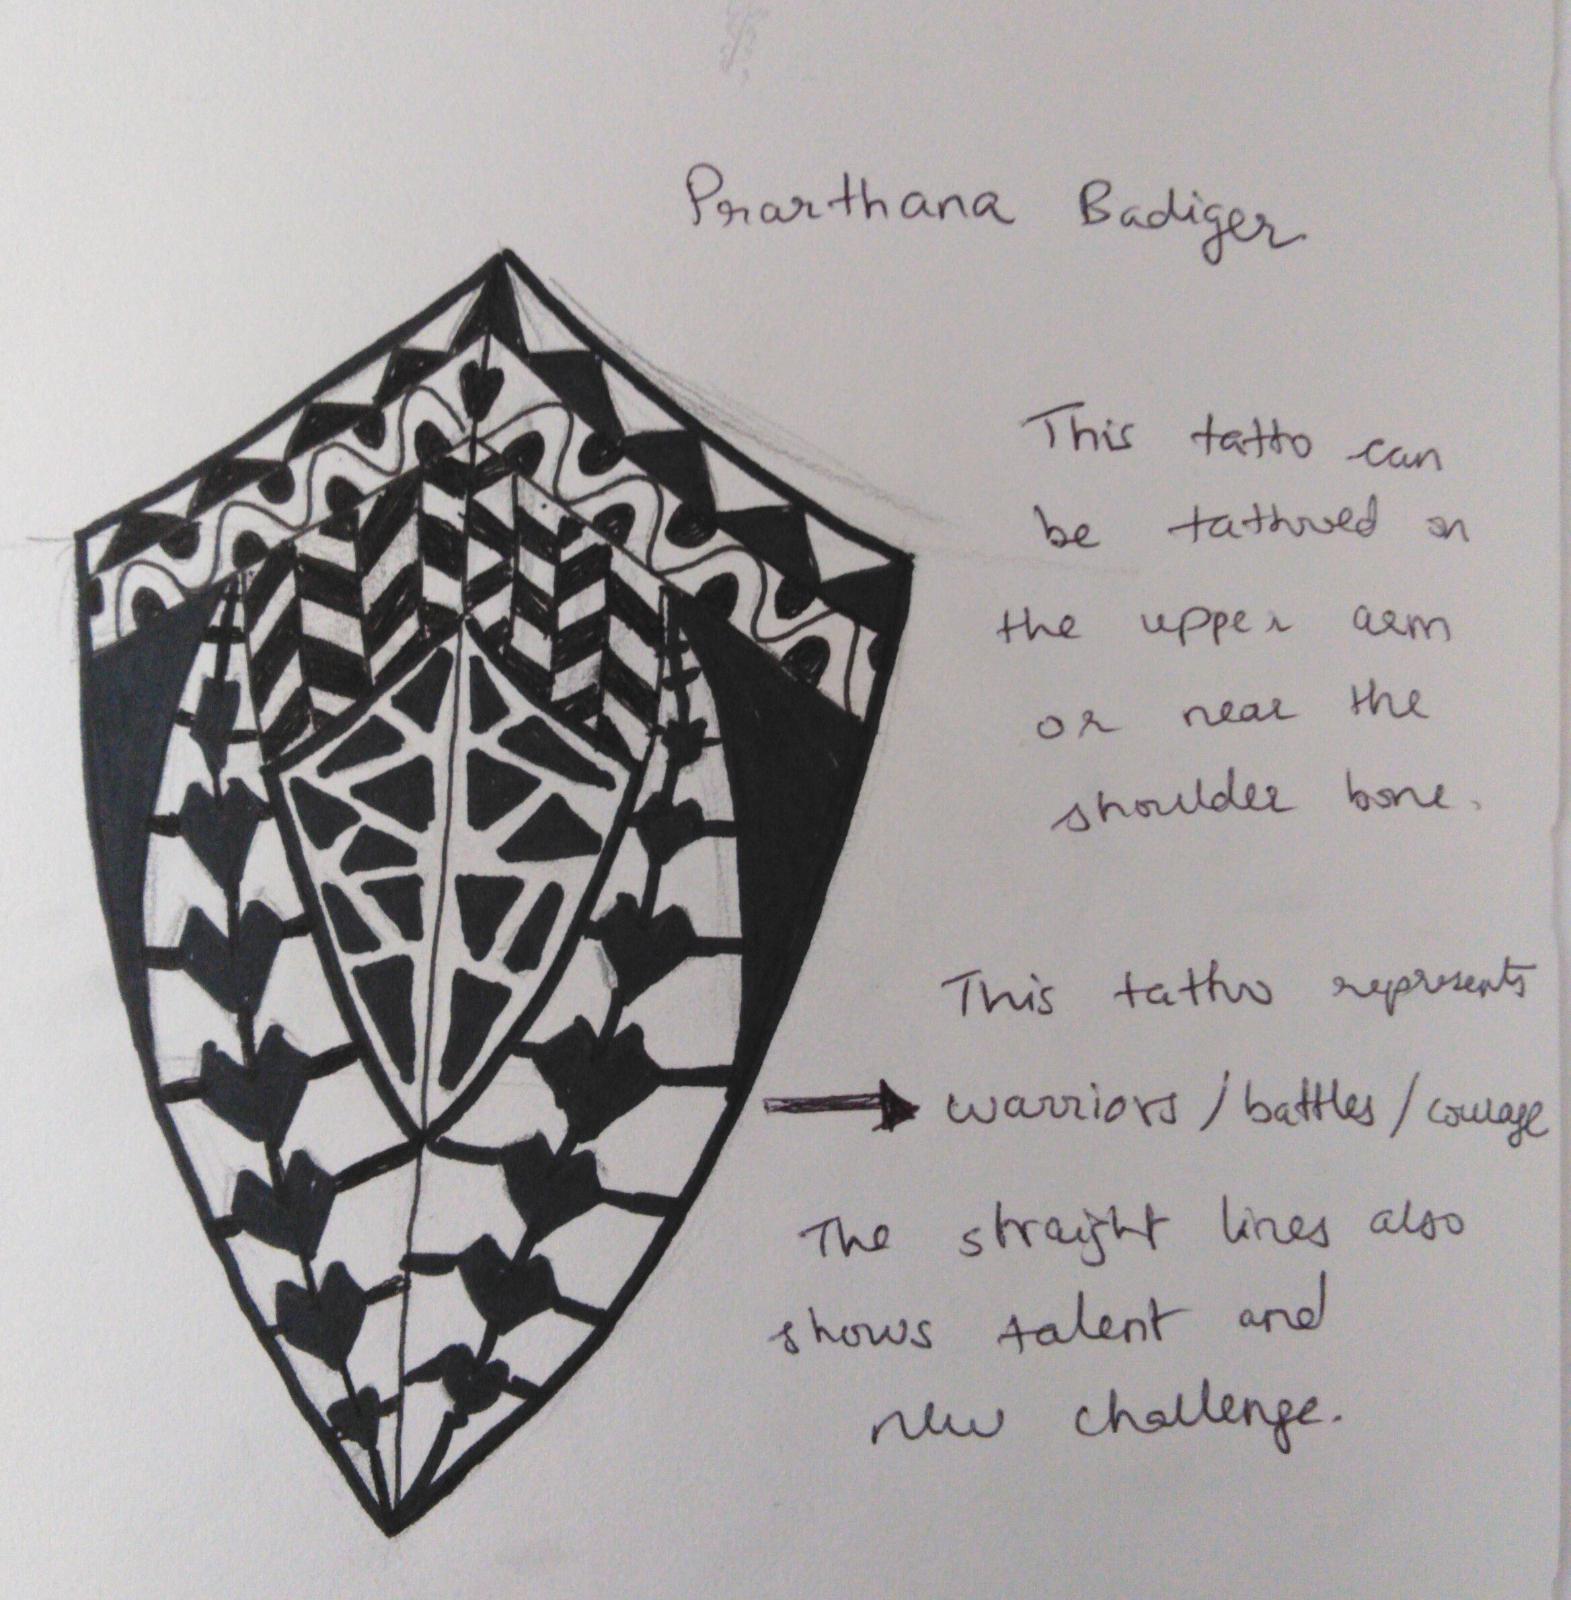 Prarthana Badiger
This tatto can
be tattooed on
the upper arm
or near the
shoulder bone.
This tattoo represents
warriors / battles / courage
The straight lines also
shows talent and
new challenge.